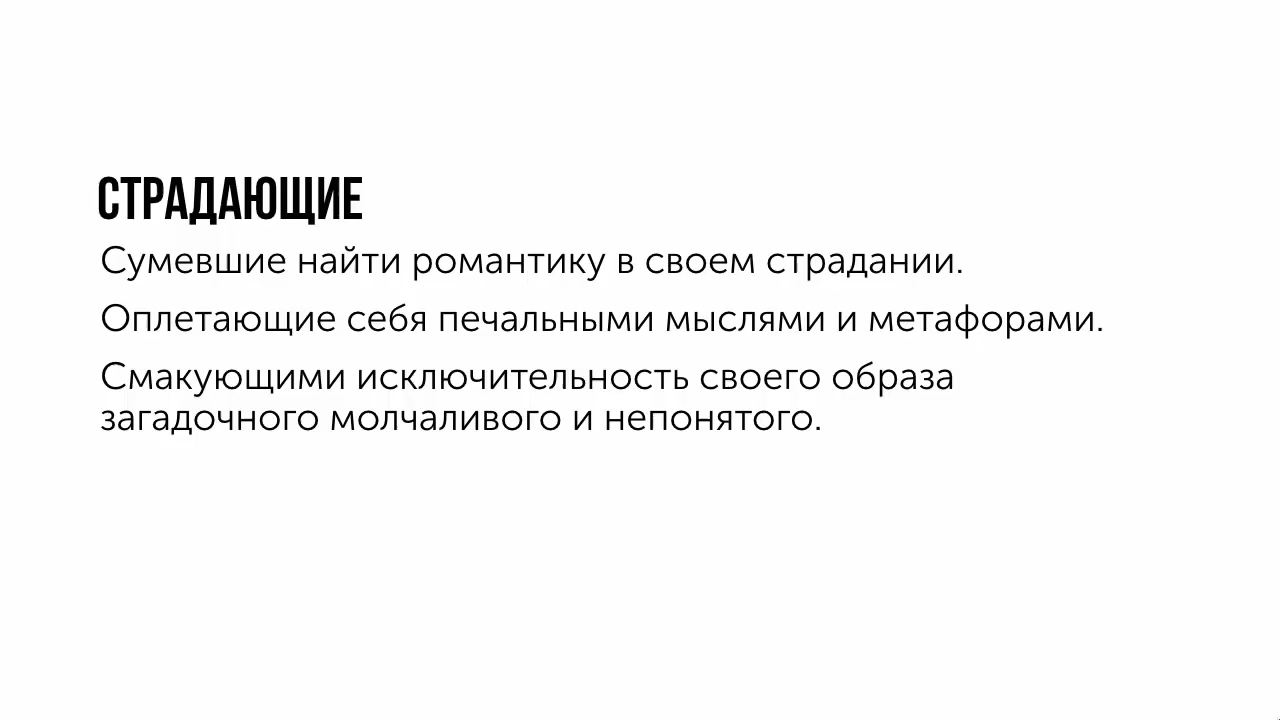 СТРАДАЮЩИЕ
Сумевшие найти романтику в своем страдании.
Оплетающие себя печальными мыслями и метафорами.
Смакующими исключительность своего образа
загадочного молчаливого и непонятого.